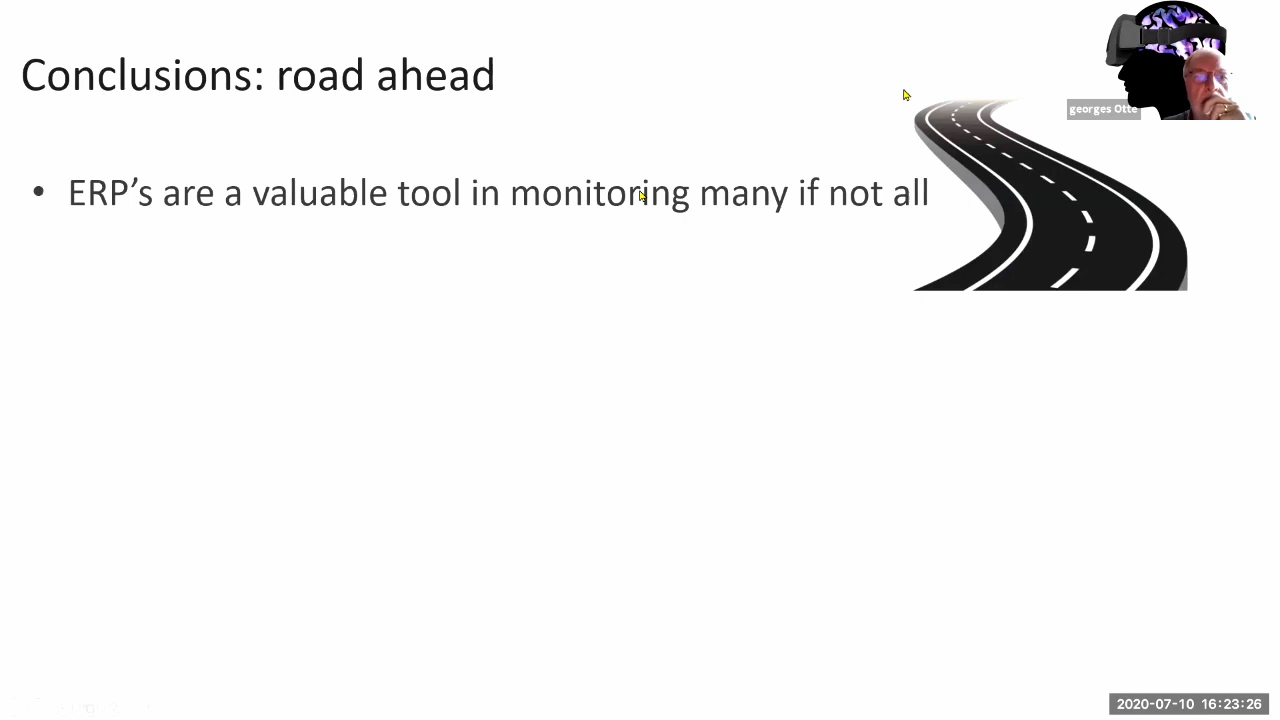 Conclusions: road ahead
georges Otte
• ERP’s are a valuable tool in monitoring many if not all
2020-07-10 16:23:26